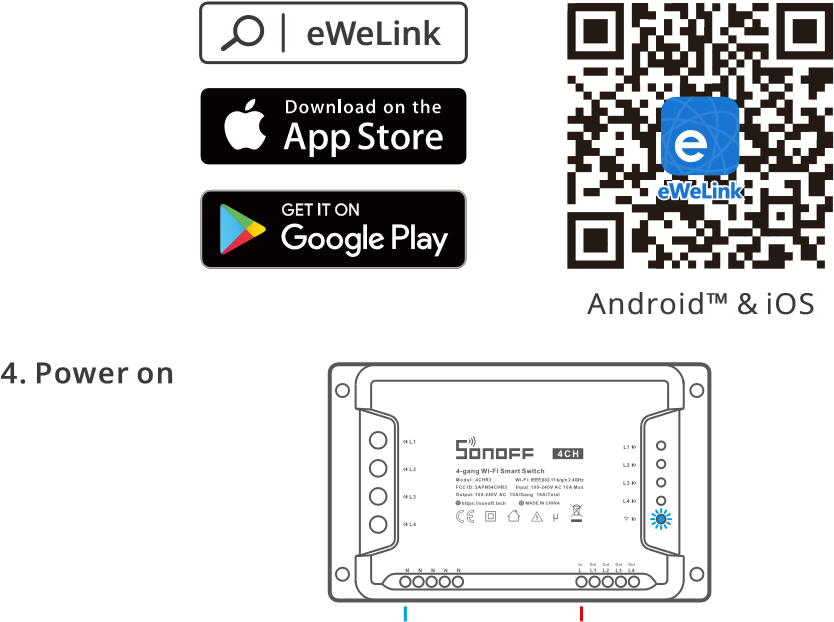 eWeLink
Download on the
App Store
GET IT ON
Google Play
e
eWeLink
Android™ & iOS
4. Power on
L1
L2
L3
L4
SONOFF 4CH
4-gang Wi-Fi Smart Switch
Model: 4CHR3 Wi-Fi: IEEE 802.11 b/g/n 2.4GHz
FCC ID: 2APN54CHR3 Input: 100-240V AC 16A Max
Output: 100-240V AC 10A/Gang 16A/Total
https://sonoff.tech MADE IN CHINA
CE μ
L1
L2
L3
L4
N N N N N
In Out Out Out Out
L L1 L2 L3 L4